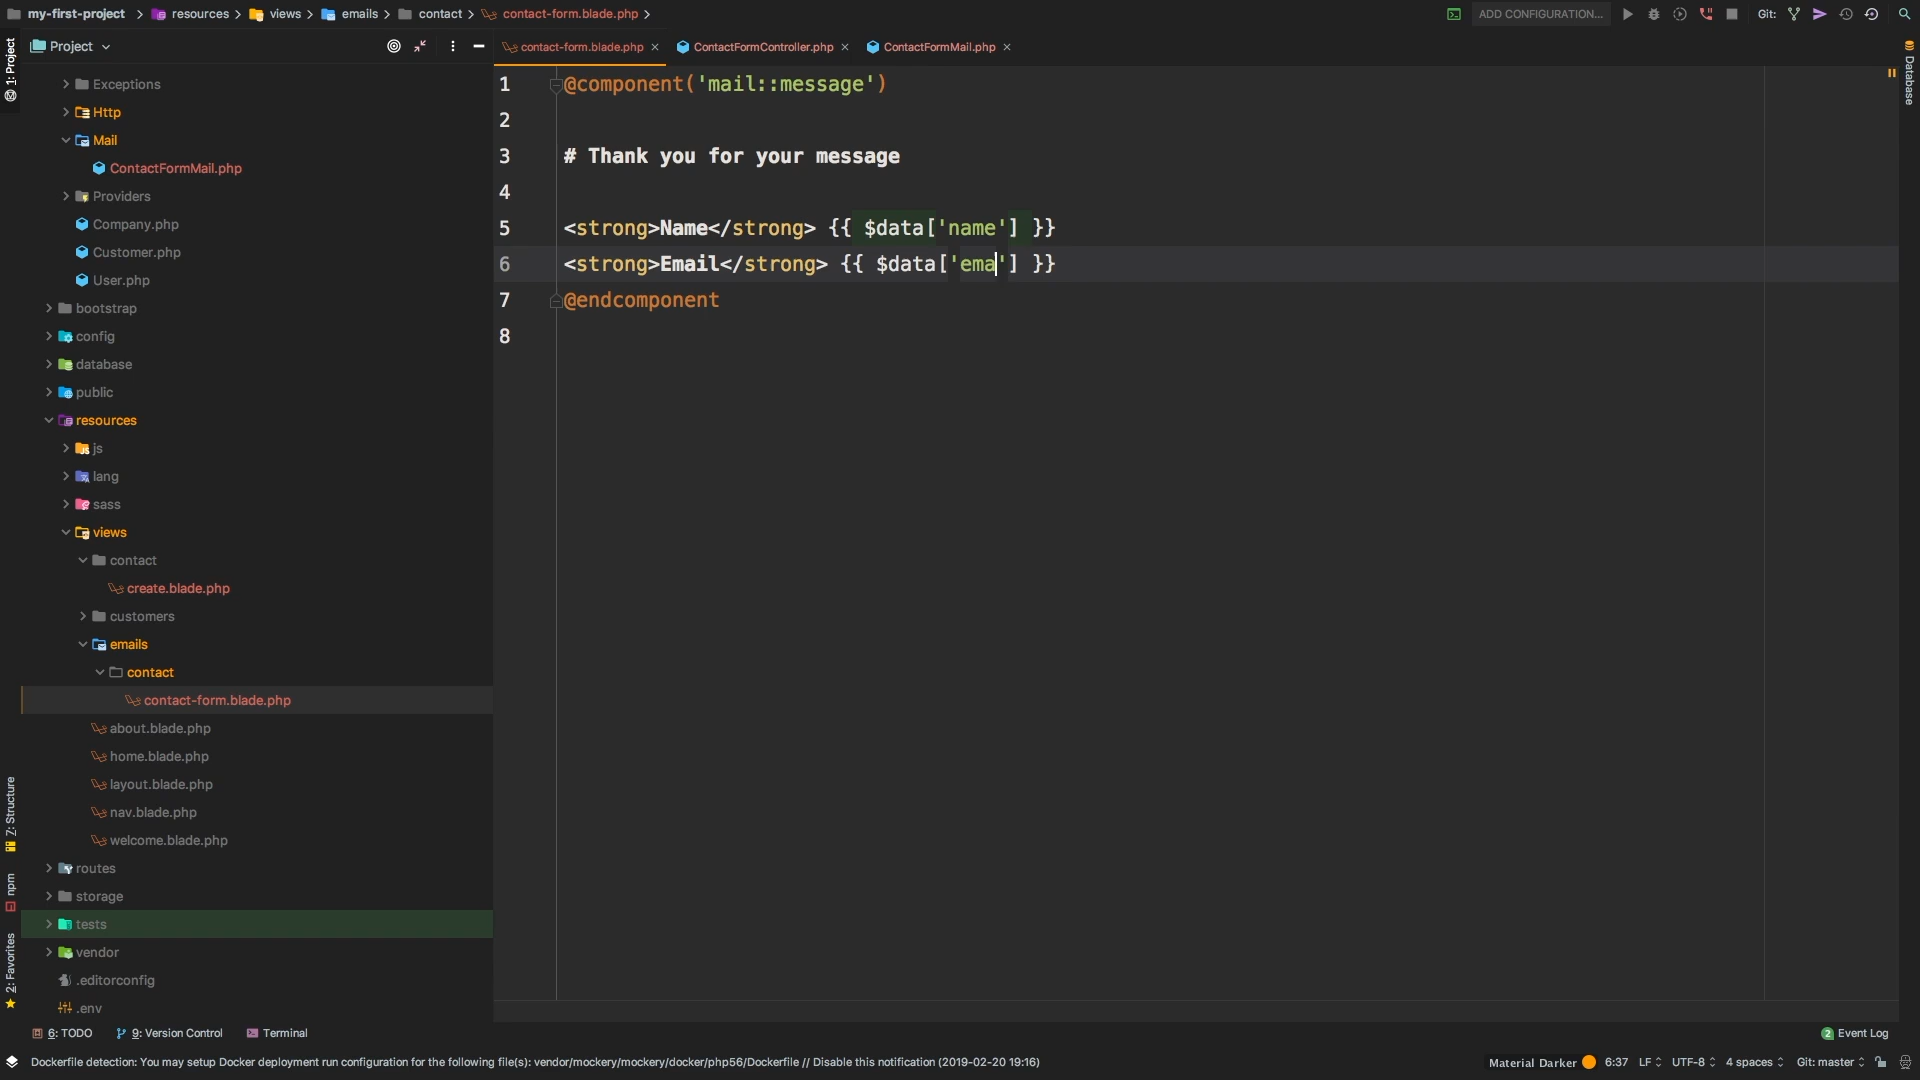 my-first-project > resources > views > emails > contact > contact-form.blade.php >
ADD CONFIGURATION...
Git:
1: Project
Project
contact-form.blade.php
ContactFormController.php
ContactFormMail.php
Database
Exceptions
Http
Mail
ContactFormMail.php
Providers
Company.php
Customer.php
User.php
bootstrap
config
database
public
resources
js
lang
sass
views
contact
create.blade.php
customers
emails
contact
contact-form.blade.php
about.blade.php
home.blade.php
layout.blade.php
nav.blade.php
welcome.blade.php
routes
storage
tests
vendor
.editorconfig
.env
Z: Structure
npm
2: Favorites
1 @component('mail::message')
2
3 # Thank you for your message
4
5 <strong>Name</strong> {{ $data['name'] }}
6 <strong>Email</strong> {{ $data['ema'] }}
7 @endcomponent
8
6: TODO
9: Version Control
Terminal
2 Event Log
Dockerfile detection: You may setup Docker deployment run configuration for the following file(s): vendor/mockery/mockery/docker/php56/Dockerfile // Disable this notification (2019-02-20 19:16)
Material Darker 6:37 LF UTF-8 4 spaces Git: master